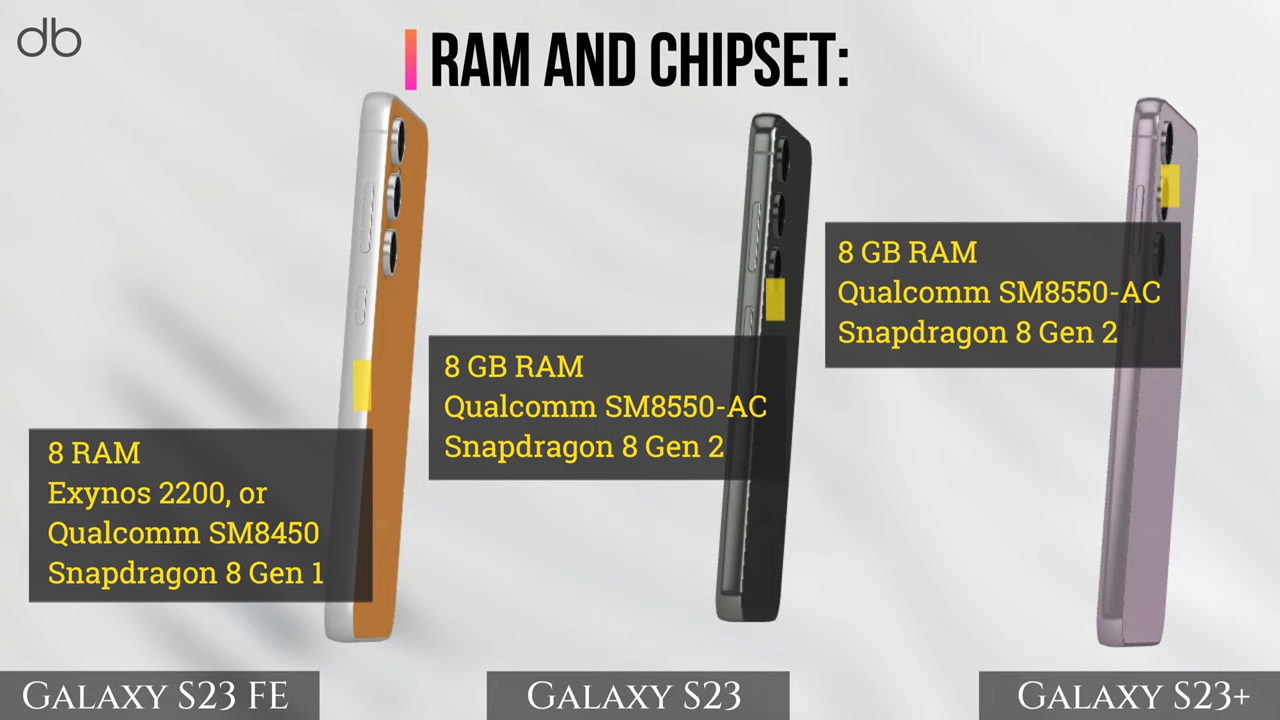 db
RAM AND CHIPSET:
8 RAM
Exynos 2200, or
Qualcomm SM8450
Snapdragon 8 Gen 1
8 GB RAM
Qualcomm SM8550-AC
Snapdragon 8 Gen 2
8 GB RAM
Qualcomm SM8550-AC
Snapdragon 8 Gen 2
GALAXY S23 FE
GALAXY S23
GALAXY S23+